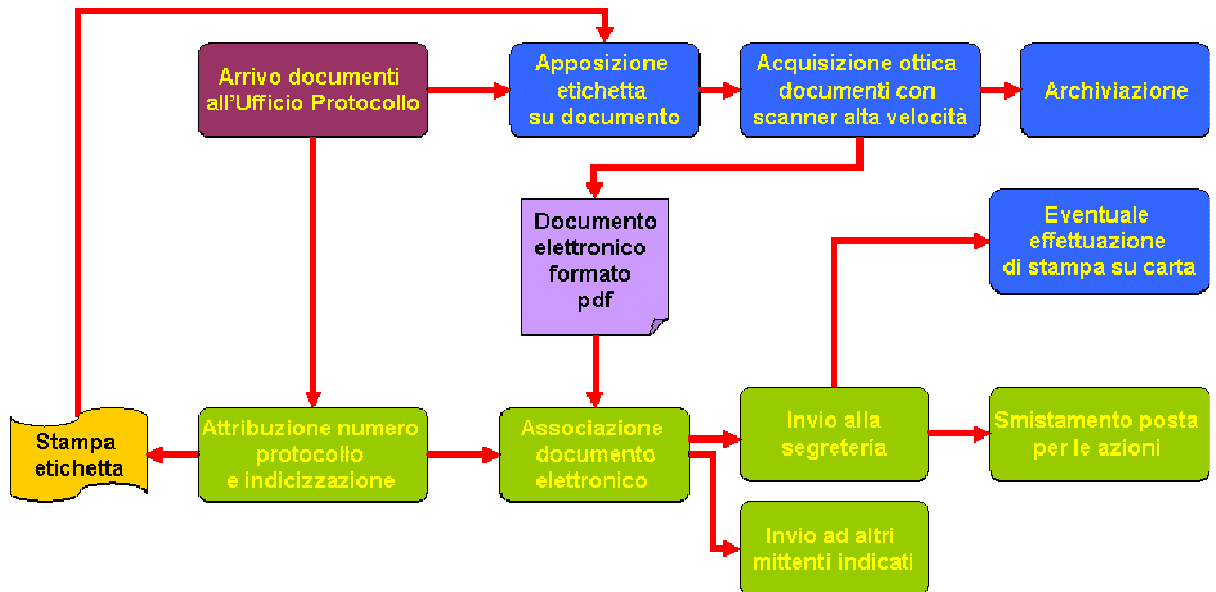 Arrivo documenti
all'Ufficio Protocollo
Apposizione
etichetta
su documento
Acquisizione ottica
documenti con
scanner alta velocità
Archiviazione
Documento
elettronico
formato
pdf
Eventuale
effettuazione
di stampa su carta
Stampa
etichetta
Attribuzione numero
protocollo
e indicizzazione
Associazione
documento
elettronico
Invio alla
segreteria
Smistamento posta
per le azioni
Invio ad altri
mittenti indicati